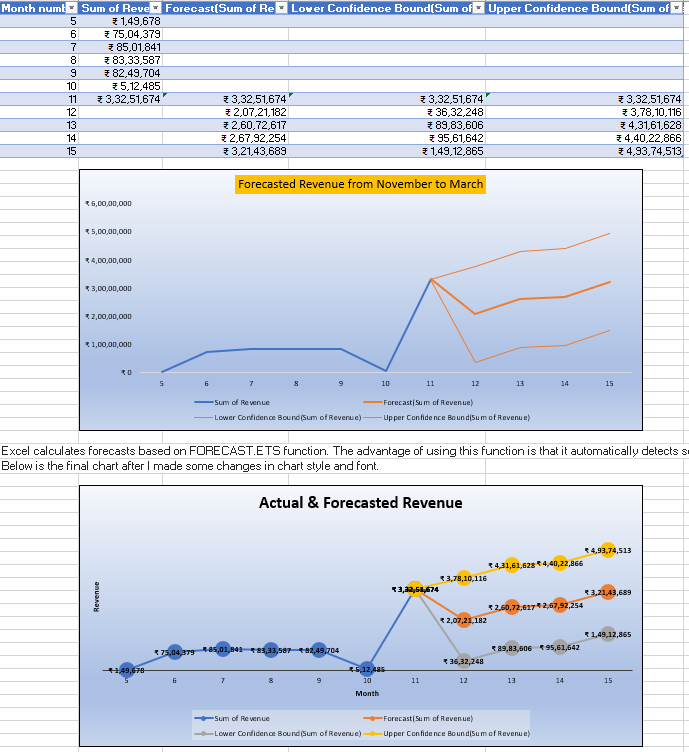 Month numb Sum of Reve Forecast(Sum of Re Lower Confidence Bound(Sum of Upper Confidence Bound(Sum of
5 ₹ 1,49,678
6 ₹ 75,04,379
7 ₹ 85,01,841
8 ₹ 83,33,587
9 ₹ 82,49,704
10 ₹ 5,12,485
11 ₹ 3,32,51,674 ₹ 3,32,51,674 ₹ 3,32,51,674 ₹ 3,32,51,674
12 ₹ 2,07,21,182 ₹ 36,32,248 ₹ 3,78,10,116
13 ₹ 2,60,72,617 ₹ 89,83,606 ₹ 4,31,61,628
14 ₹ 2,67,92,254 ₹ 95,61,642 ₹ 4,40,22,866
15 ₹ 3,21,43,689 ₹ 1,49,12,865 ₹ 4,93,74,513
Forecasted Revenue from November to March
₹ 6,00,00,000
₹ 5,00,00,000
₹ 4,00,00,000
₹ 3,00,00,000
₹ 2,00,00,000
₹ 1,00,00,000
₹ 0
5 6 7 8 9 10 11 12 13 14 15
Sum of Revenue Forecast(Sum of Revenue)
Lower Confidence Bound(Sum of Revenue) Upper Confidence Bound(Sum of Revenue)
Excel calculates forecasts based on FORECAST.ETS function. The advantage of using this function is that it automatically detects
Below is the final chart after I made some changes in chart style and font.
Actual & Forecasted Revenue
₹ 4,93,74,513
₹ 4,31,61,628 ₹ 4,40,22,866
₹ 3,78,10,116
₹ 3,32,51,674 ₹ 3,21,43,689
₹ 2,60,72,617 ₹ 2,67,92,254
₹ 2,07,21,182
₹ 1,49,12,865
₹ 75,04,379 ₹ 85,01,841 ₹ 83,33,587 ₹ 82,49,704 ₹ 89,83,606 ₹ 95,61,642
₹ 36,32,248
₹ 1,49,678 ₹ 5,12,485
Revenue
5 6 7 8 9 10 11 12 13 14 15
Month
Sum of Revenue Forecast(Sum of Revenue)
Lower Confidence Bound(Sum of Revenue) Upper Confidence Bound(Sum of Revenue)